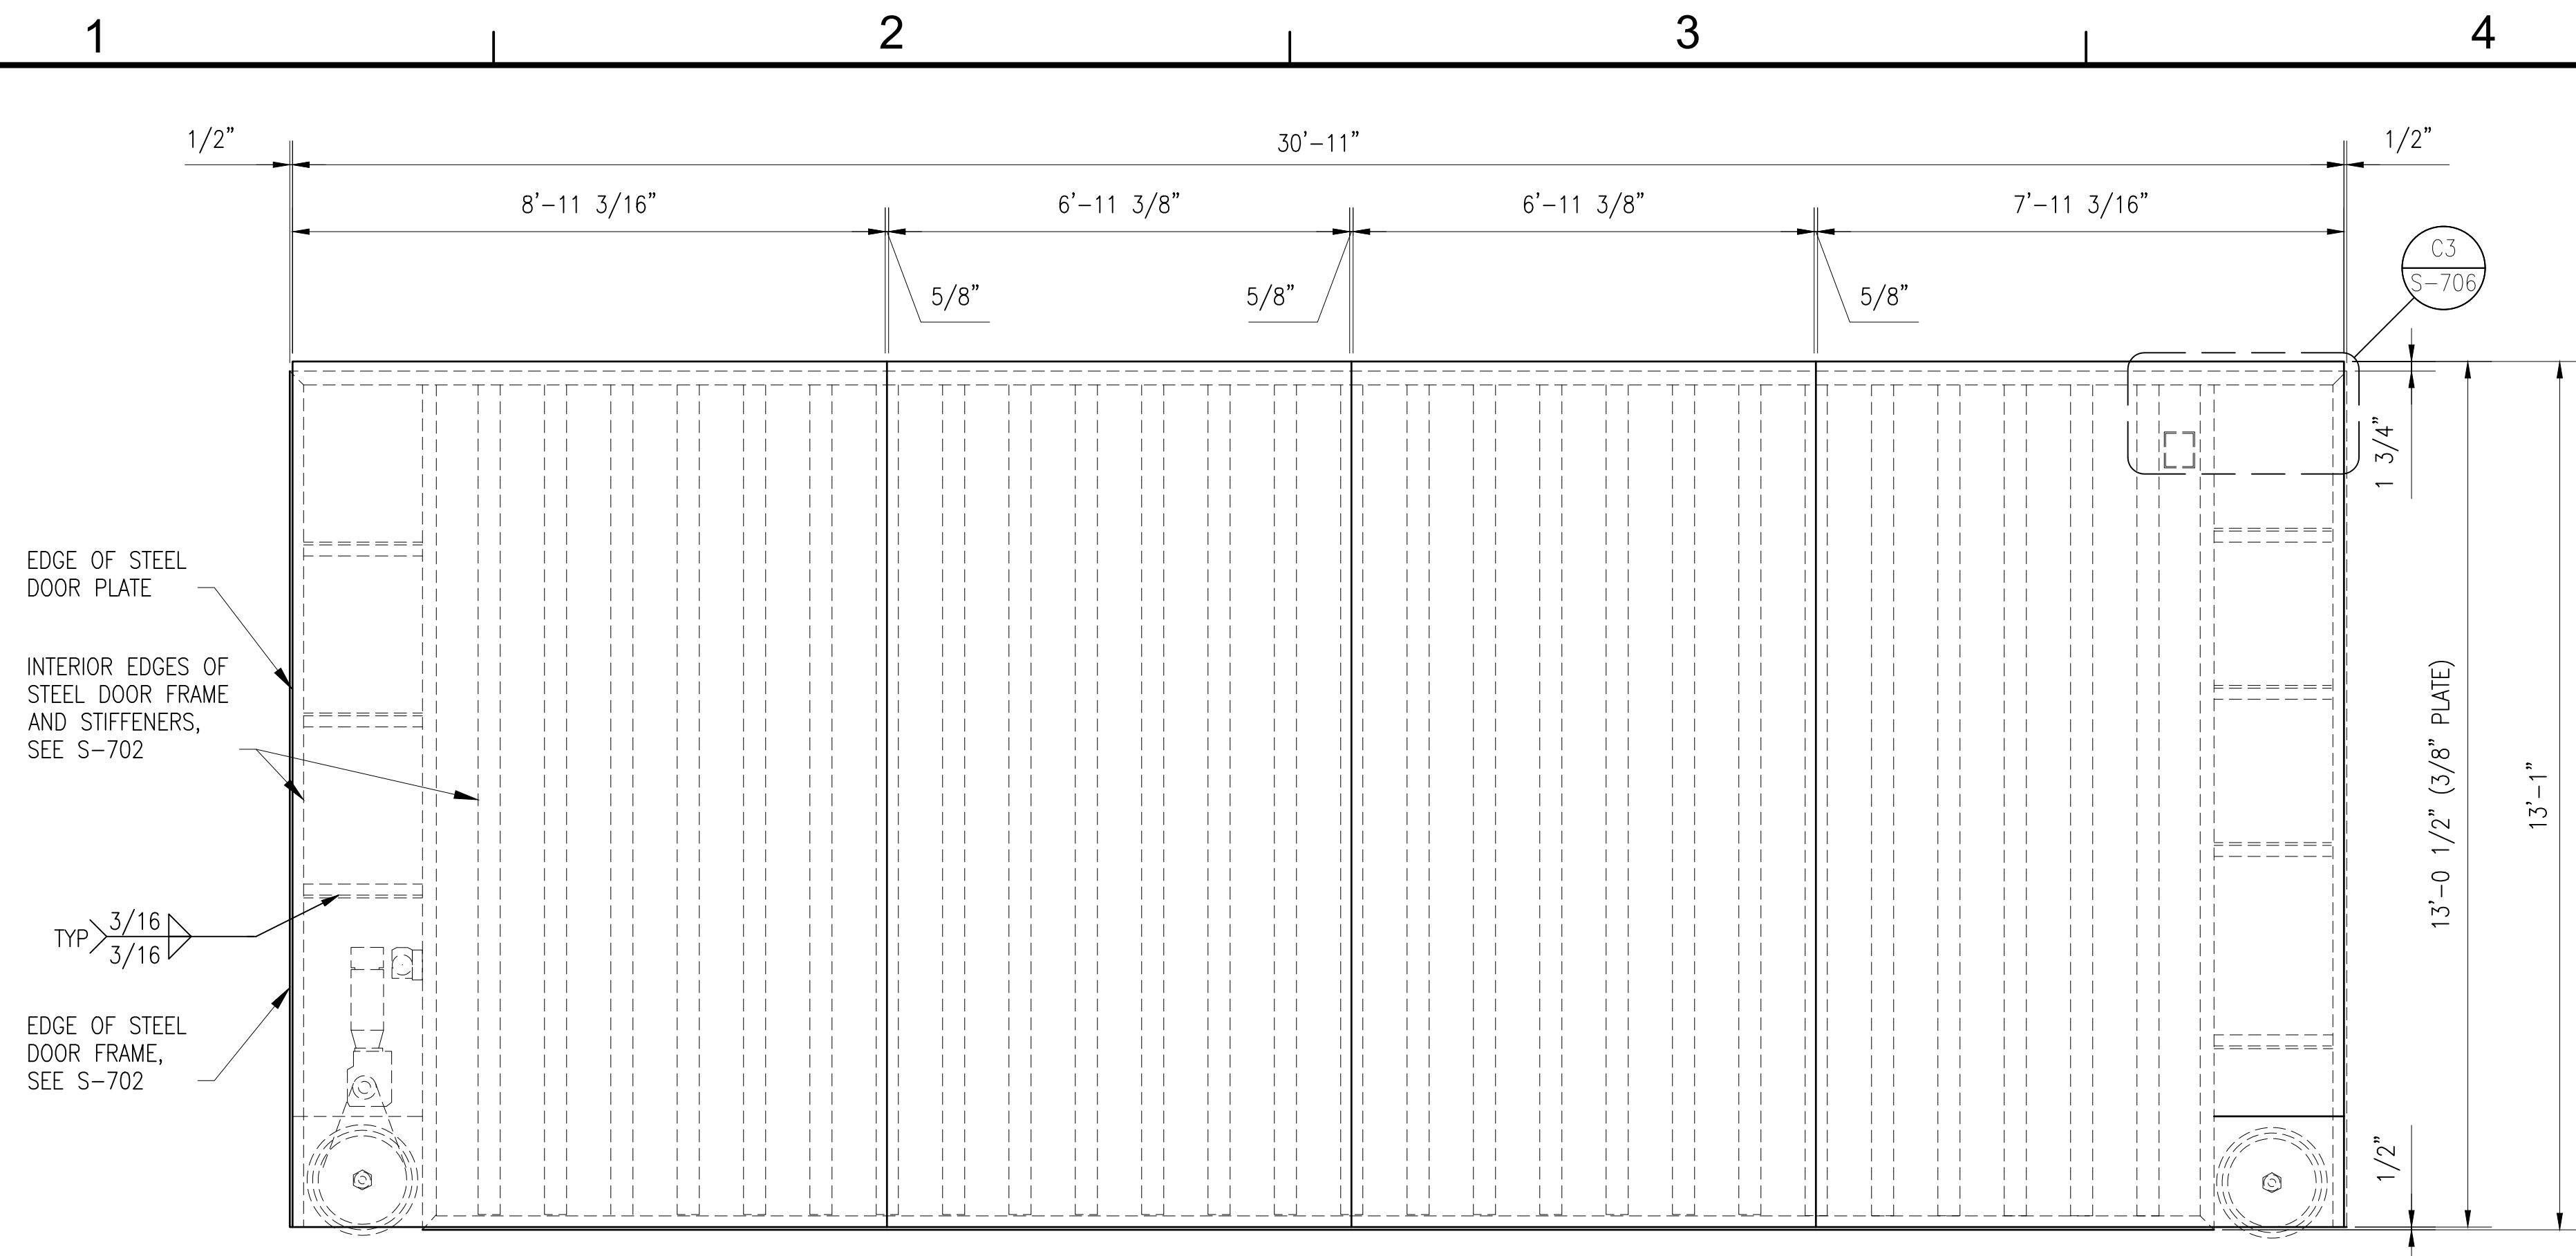 1
2
3
4
1/2"
30'-11"
1/2"
8'-11 3/16"
6'-11 3/8"
6'-11 3/8"
7'-11 3/16"
5/8"
5/8"
5/8"
C3
S-706
1 3/4"
EDGE OF STEEL
DOOR PLATE
INTERIOR EDGES OF
STEEL DOOR FRAME
AND STIFFENERS,
SEE S-702
TYP
3/16
3/16
EDGE OF STEEL
DOOR FRAME,
SEE S-702
13'-0 1/2" (3/8" PLATE)
13'-1"
1/2"